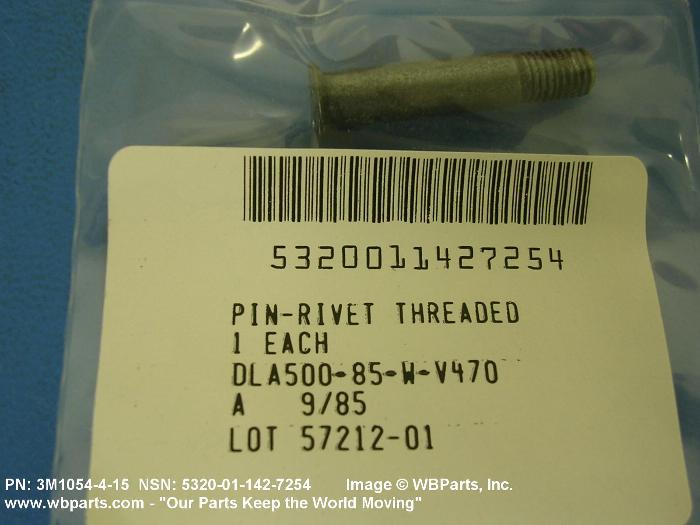 5320011427254
PIN-RIVET THREADED
1 EACH
DLA500-85-W-V470
A 9/85
LOT 57212-01
PN: 3M1054-4-15 NSN: 5320-01-142-7254 Image © WBParts, Inc.
www.wbparts.com - "Our Parts Keep the World Moving"